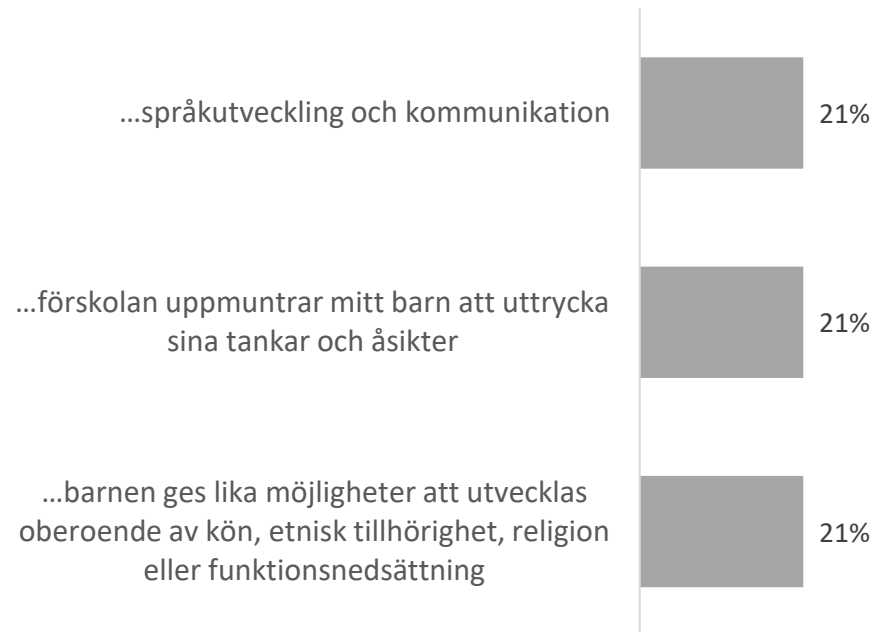 …språkutveckling och kommunikation
21%
…förskolan uppmuntrar mitt barn att uttrycka
sina tankar och åsikter
21%
…barnen ges lika möjligheter att utvecklas
oberoende av kön, etnisk tillhörighet, religion
eller funktionsnedsättning
21%